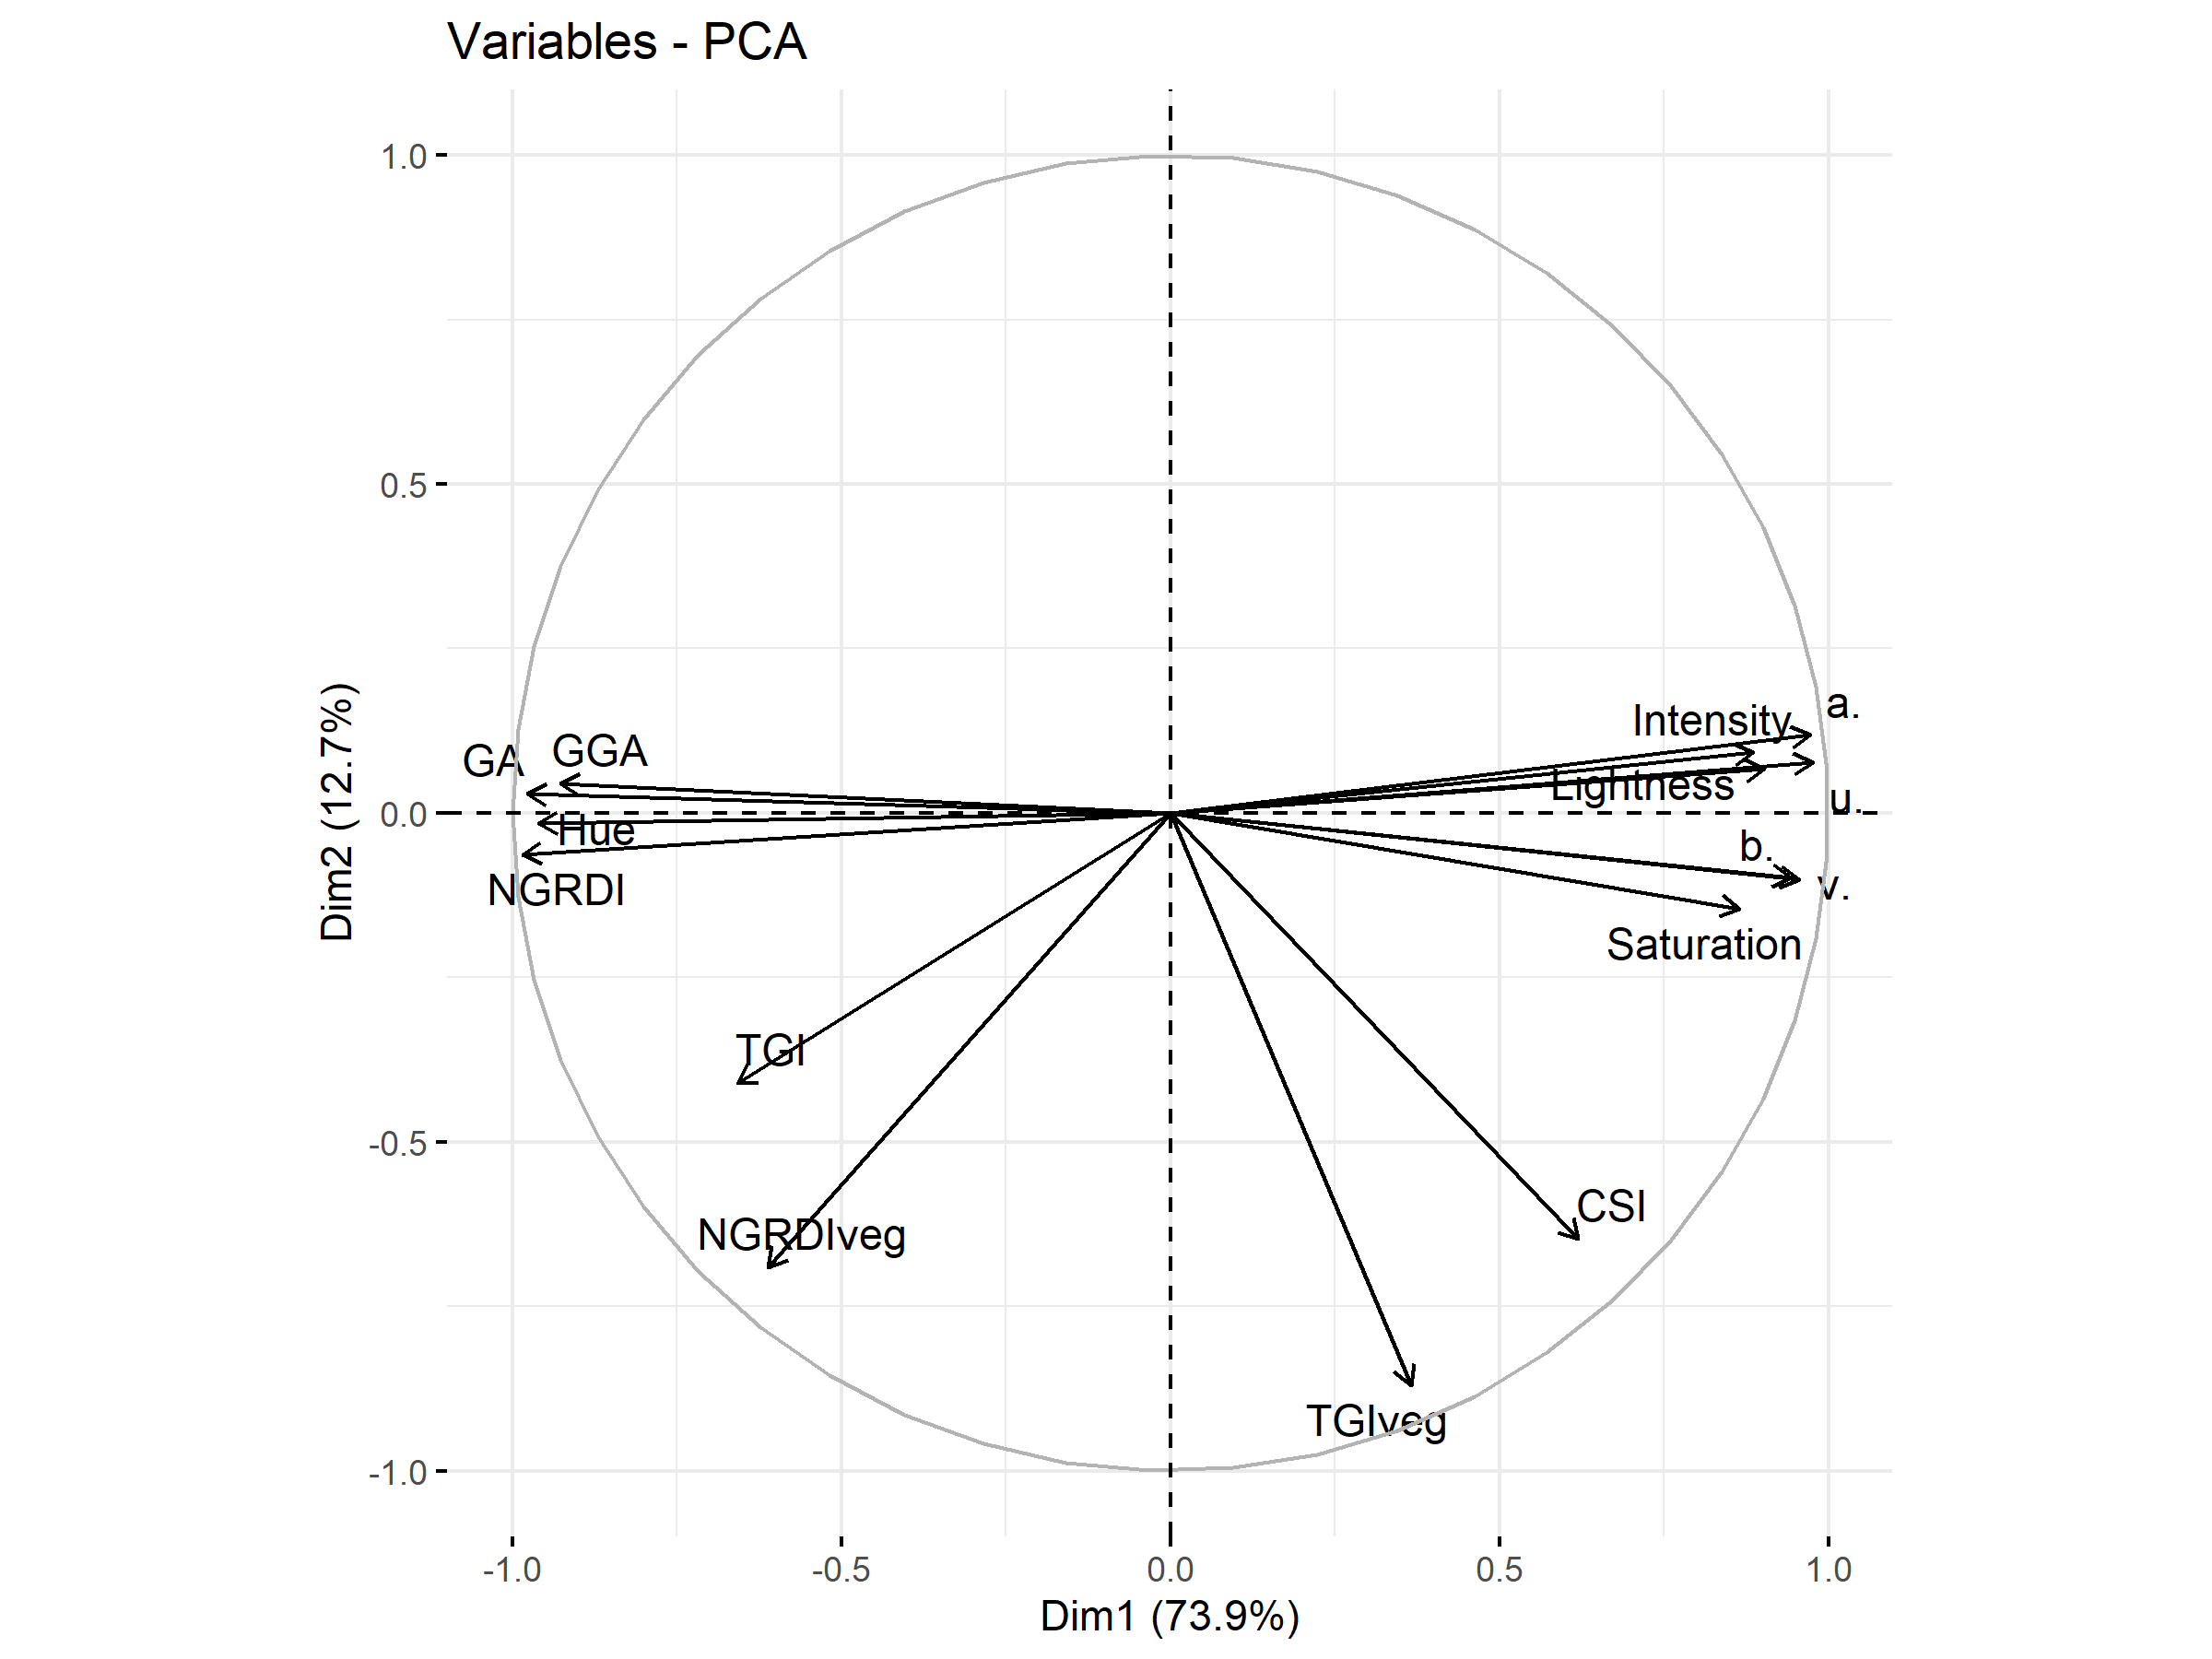 Variables - PCA
1.0
0.5
0.0
-0.5
-1.0
Dim2 (12.7%)
a.
Intensity
GA
GGA
Lightness
u.
Hue
b.
NGRDI
v.
Saturation
TGI
CSI
NGRDIveg
TGIveg
-1.0
-0.5
0.0
0.5
1.0
Dim1 (73.9%)